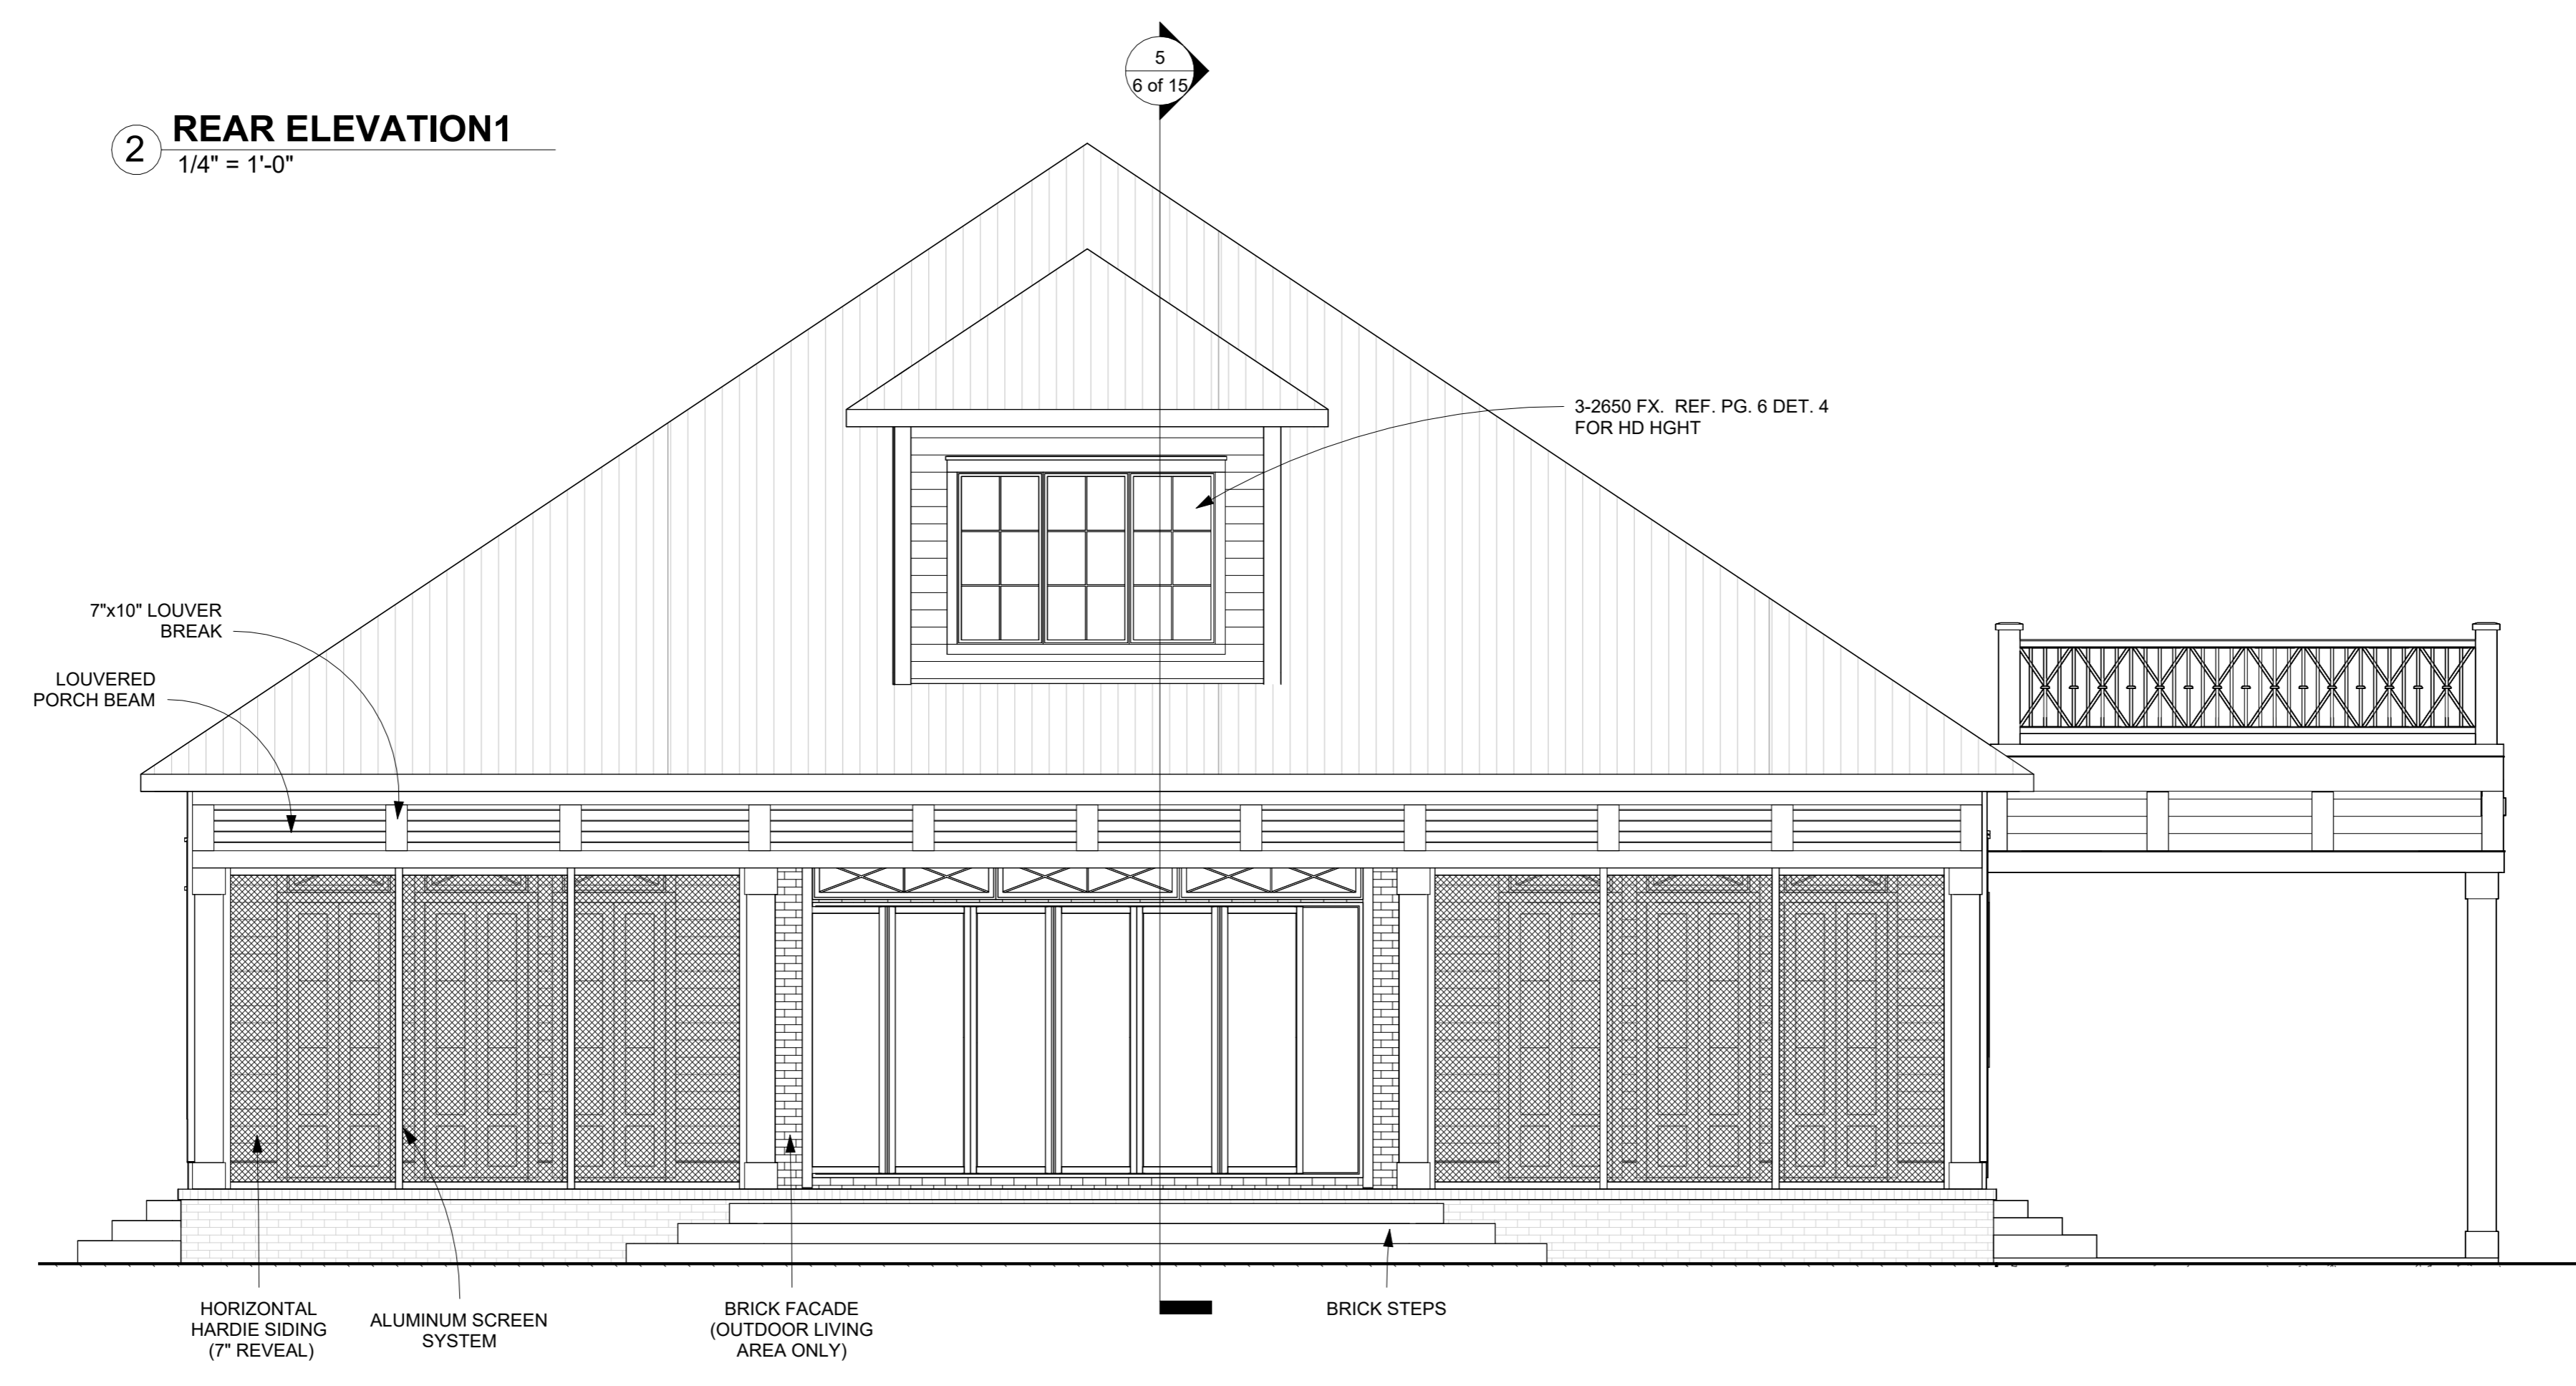 5
6 of 15
2
REAR ELEVATION1
1/4" = 1'-0"
3-2650 FX. REF. PG. 6 DET. 4
FOR HD HGHT
7"x10" LOUVER
BREAK
LOUVERED
PORCH BEAM
HORIZONTAL
HARDIE SIDING
(7" REVEAL)
ALUMINUM SCREEN
SYSTEM
BRICK FACADE
(OUTDOOR LIVING
AREA ONLY)
BRICK STEPS